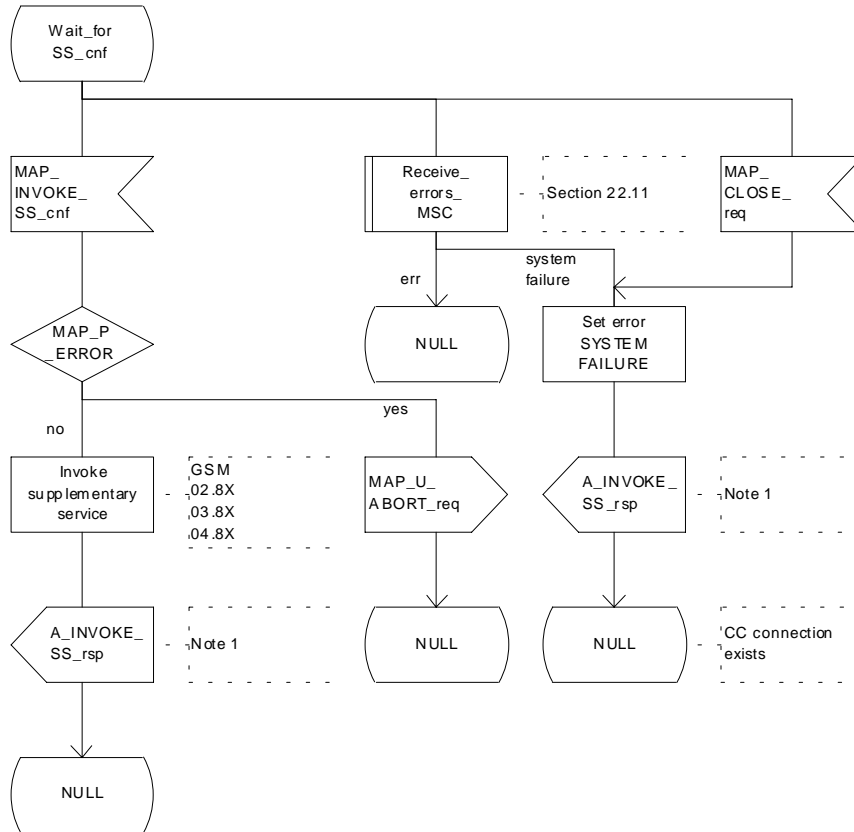 Wait_for
SS_cnf
MAP_
INVOKE_
SS_cnf
Receive_
errors_
MSC
Section 22.11
MAP_
CLOSE_
req
err
system
failure
MAP_P
_ERROR
NULL
Set error
SYSTEM
FAILURE
no
yes
Invoke
supplementary
service
GSM
02.8X
03.8X
04.8X
MAP_U_
ABORT_req
A_INVOKE_
SS_rsp
Note 1
A_INVOKE_
SS_rsp
Note 1
NULL
NULL
CC connection
exists
NULL